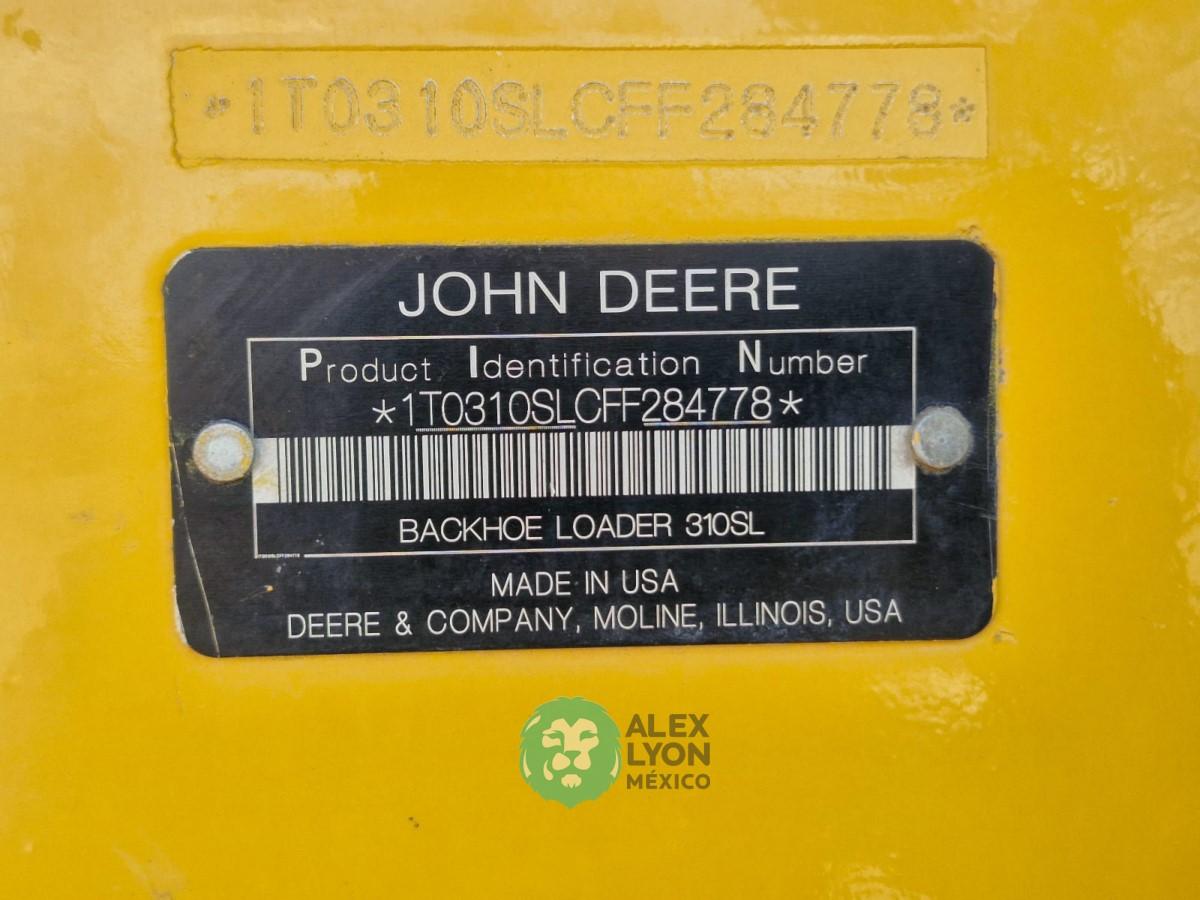 *1T0310SLCFF284778*
JOHN DEERE
Product Identification Number
*1T0310SLCFF284778*
BACKHOE LOADER 310SL
1T0310SLCFF284778
MADE IN USA
DEERE & COMPANY, MOLINE, ILLINOIS, USA
ALEX
LYON
MÉXICO